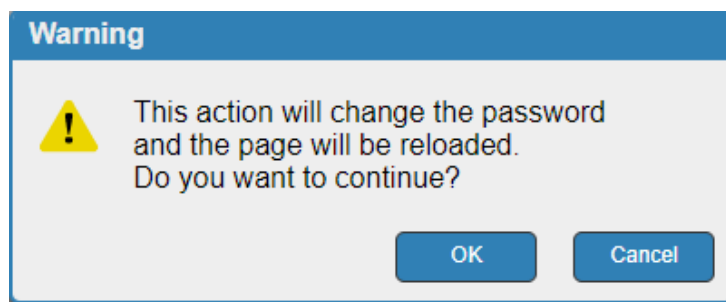 Warning
This action will change the password
and the page will be reloaded.
Do you want to continue?
OK Cancel